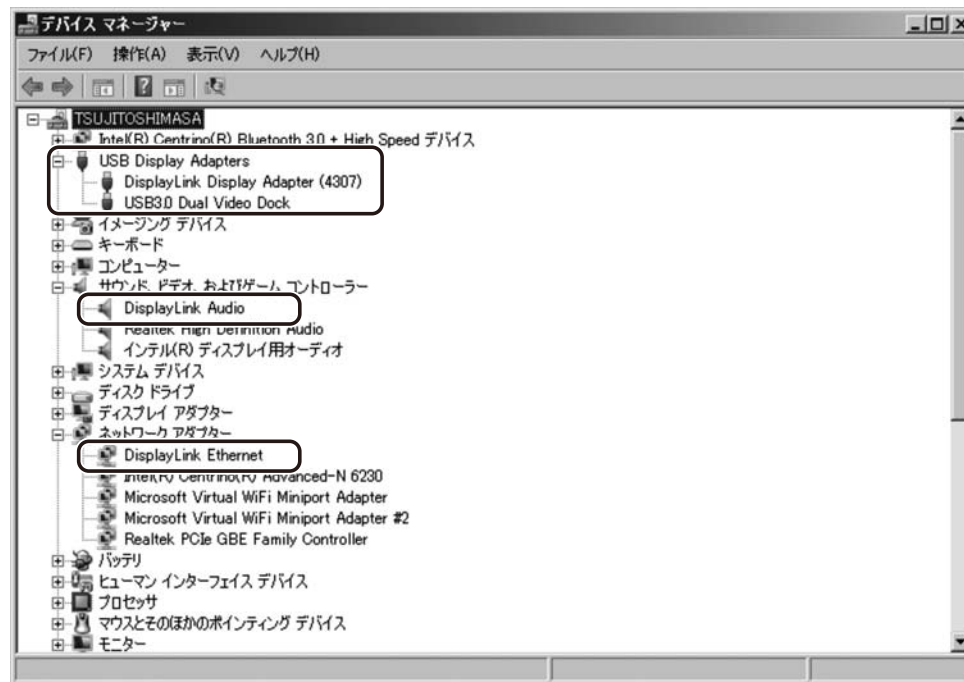 デバイス マネージャー
ファイル(F) 操作(A) 表示(V) ヘルプ(H)
TSUJITOSHIMASA
Intel(R) Centrino(R) Bluetooth 3.0 + High Speed デバイス
USB Display Adapters
DisplayLink Display Adapter (4307)
USB3.0 Dual Video Dock
イメージング デバイス
キーボード
コンピューター
サウンド、ビデオ、およびゲーム コントローラー
DisplayLink Audio
Realtek High Definition Audio
インテル(R) ディスプレイ用オーディオ
システム デバイス
ディスク ドライブ
ディスプレイ アダプター
ネットワーク アダプター
DisplayLink Ethernet
Intel(R) Centrino(R) Advanced-N 6230
Microsoft Virtual WiFi Miniport Adapter
Microsoft Virtual WiFi Miniport Adapter #2
Realtek PCIe GBE Family Controller
バッテリ
ヒューマン インターフェイス デバイス
プロセッサ
マウスとそのほかのポインティング デバイス
モニター